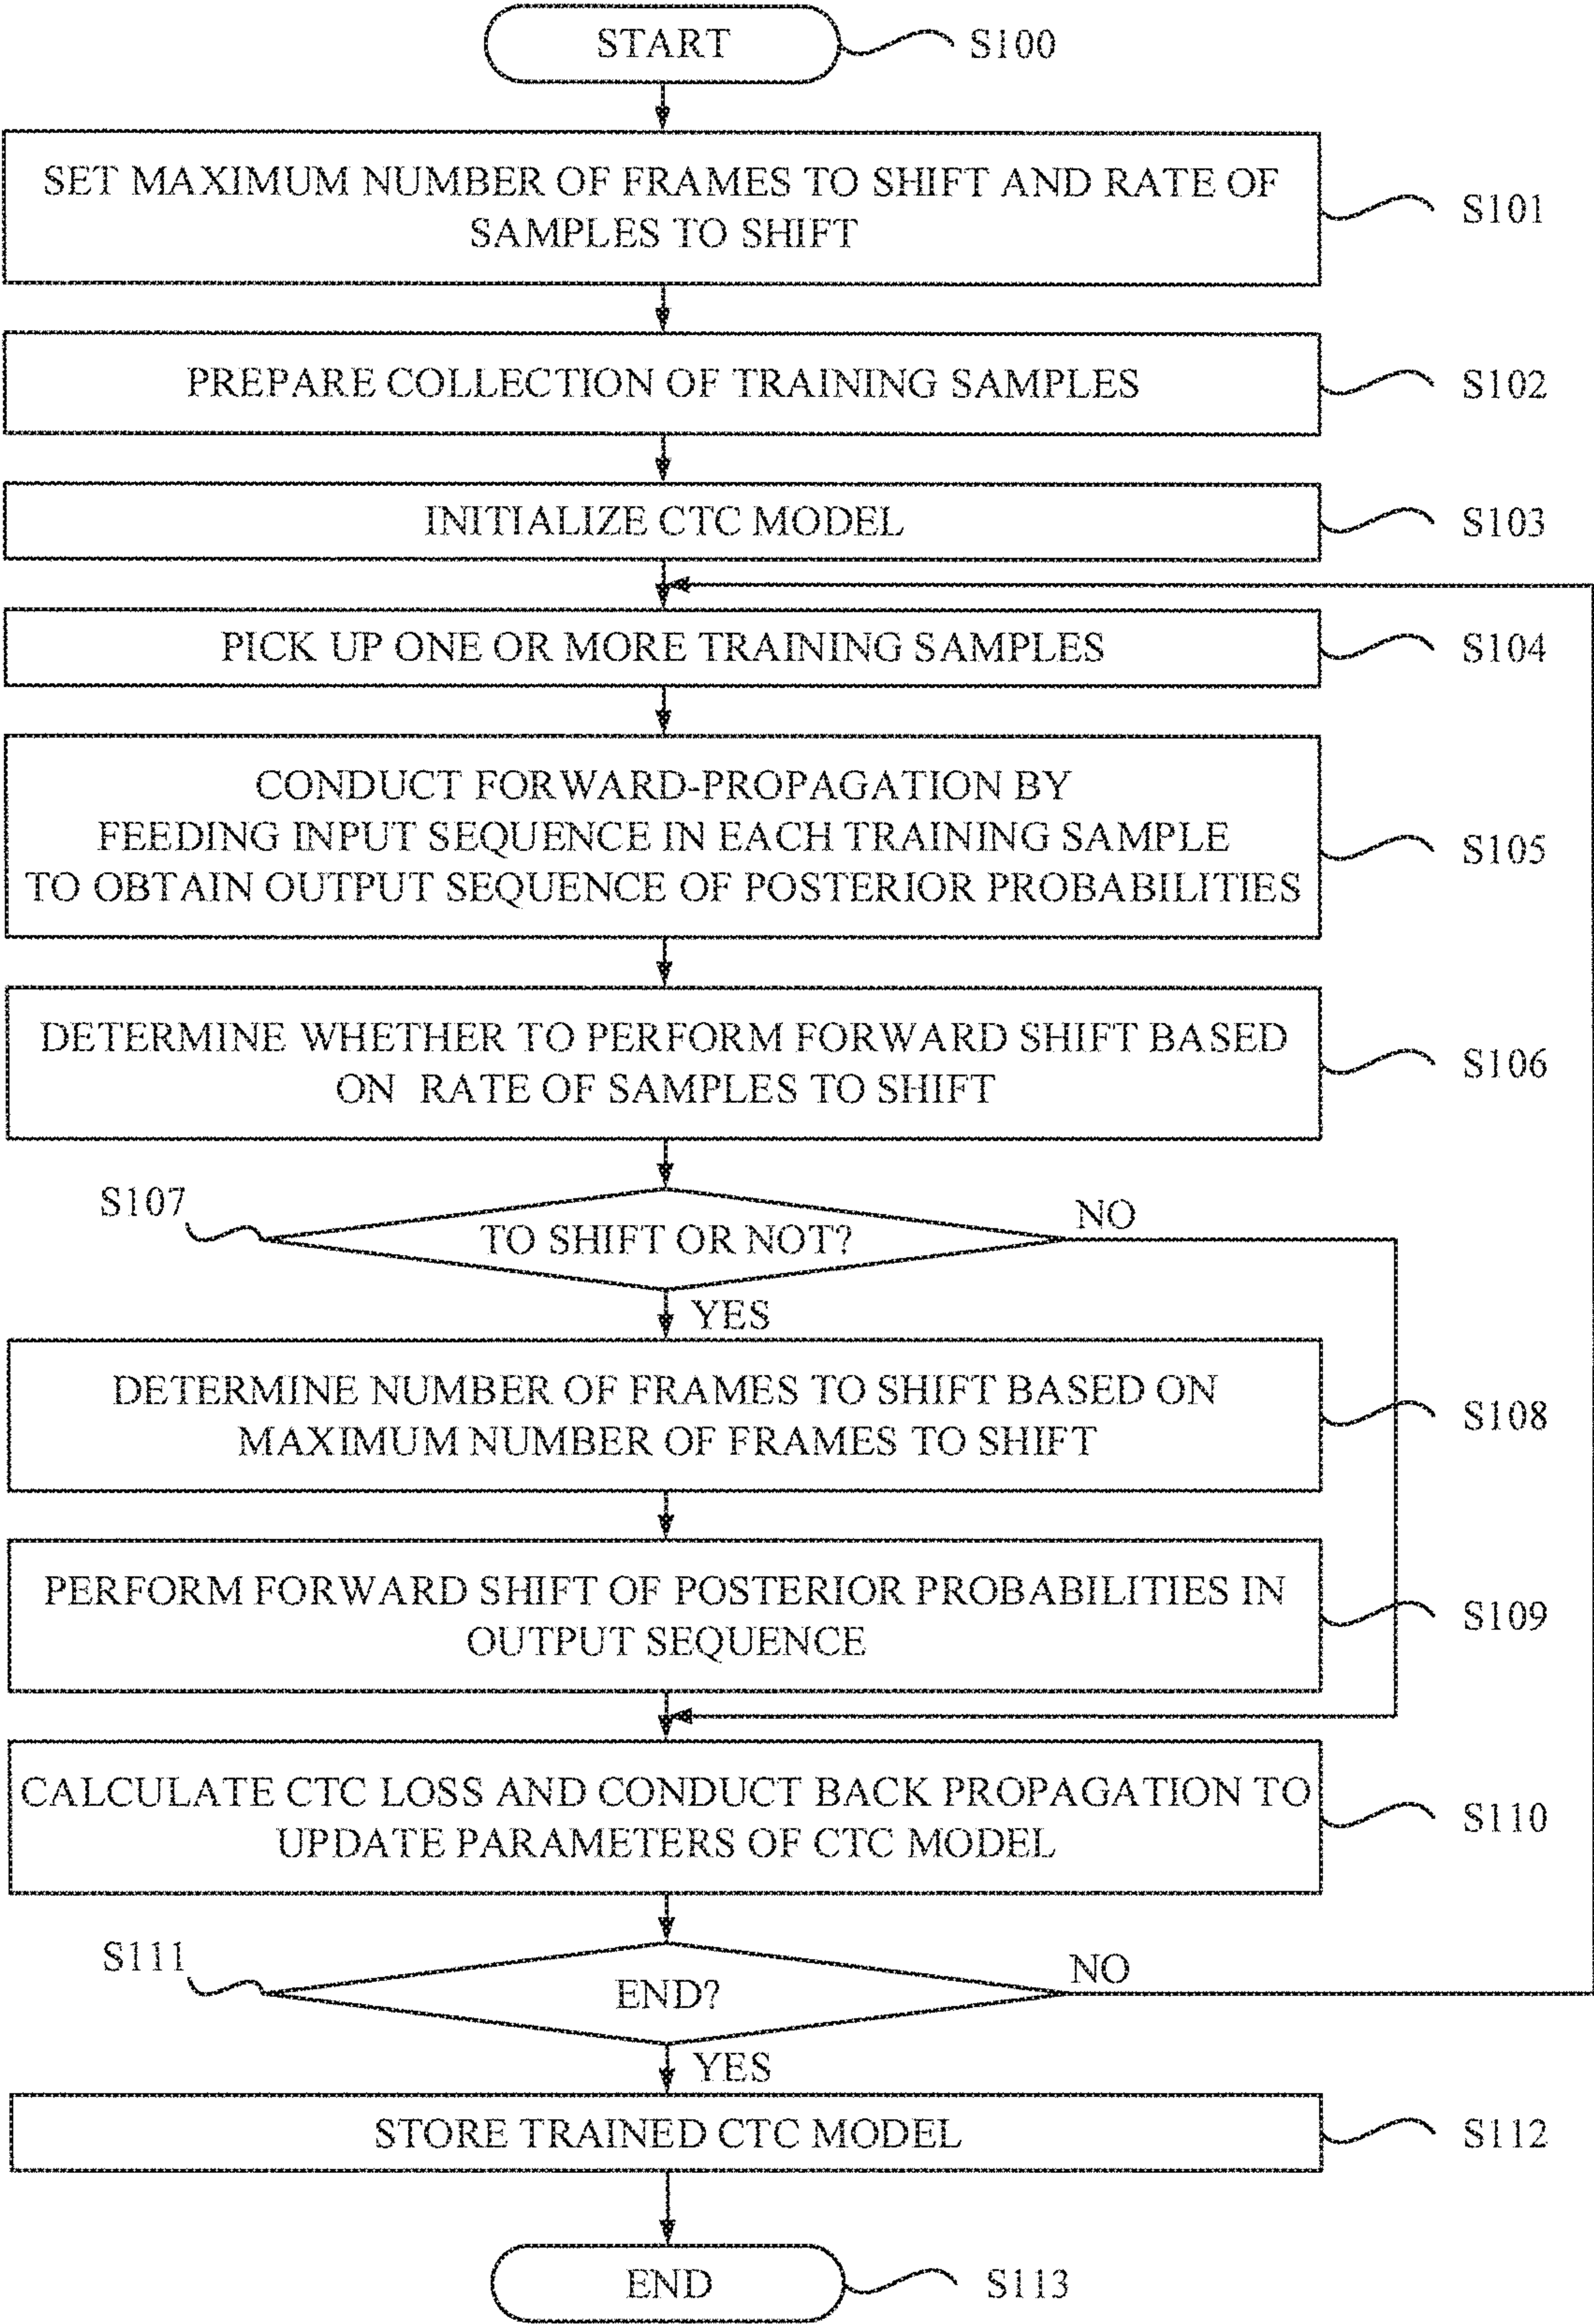 START
S100
SET MAXIMUM NUMBER OF FRAMES TO SHIFT AND RATE OF
SAMPLES TO SHIFT
S101
PREPARE COLLECTION OF TRAINING SAMPLES
S102
INITIALIZE CTC MODEL
S103
PICK UP ONE OR MORE TRAINING SAMPLES
S104
CONDUCT FORWARD-PROPAGATION BY
FEEDING INPUT SEQUENCE IN EACH TRAINING SAMPLE
TO OBTAIN OUTPUT SEQUENCE OF POSTERIOR PROBABILITIES
S105
DETERMINE WHETHER TO PERFORM FORWARD SHIFT BASED
ON RATE OF SAMPLES TO SHIFT
S106
S107
TO SHIFT OR NOT?
NO
YES
DETERMINE NUMBER OF FRAMES TO SHIFT BASED ON
MAXIMUM NUMBER OF FRAMES TO SHIFT
S108
PERFORM FORWARD SHIFT OF POSTERIOR PROBABILITIES IN
OUTPUT SEQUENCE
S109
CALCULATE CTC LOSS AND CONDUCT BACK PROPAGATION TO
UPDATE PARAMETERS OF CTC MODEL
S110
S111
END?
NO
YES
STORE TRAINED CTC MODEL
S112
END
S113